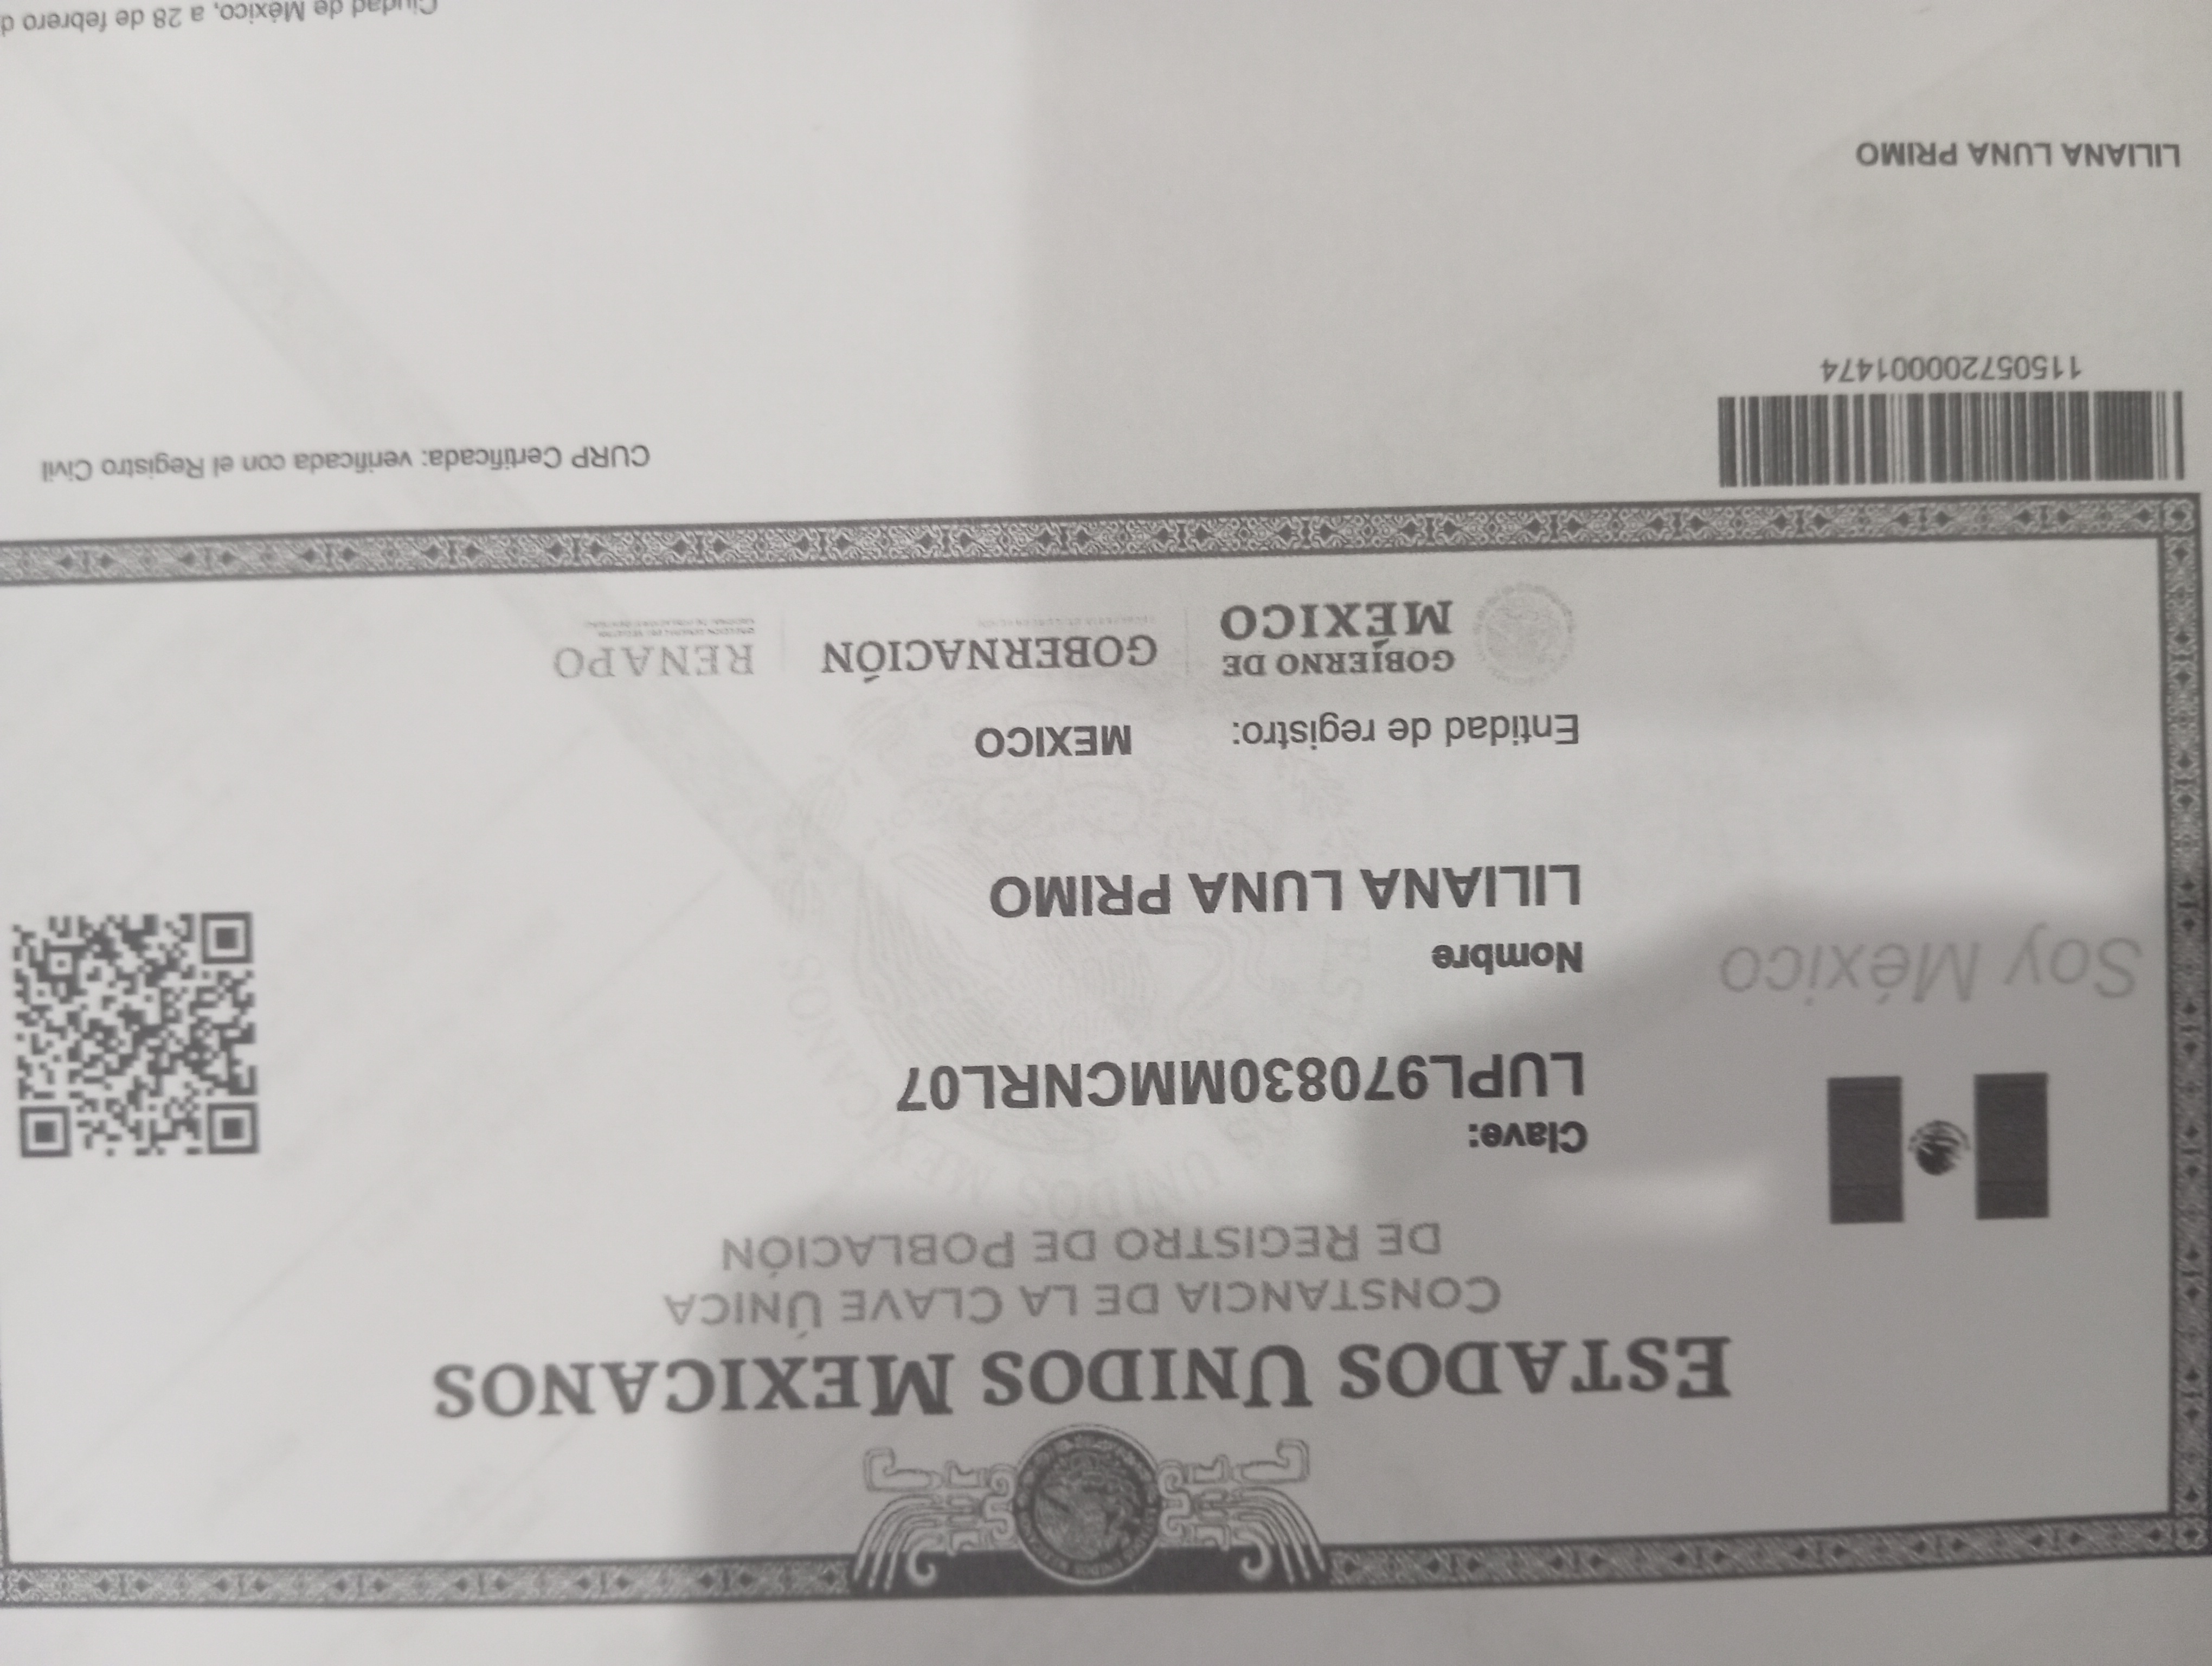 ESTADOS UNIDOS MEXICANOS
CONSTANCIA DE LA CLAVE ÚNICA
DE REGISTRO DE POBLACIÓN
Clave:
LUPL970830MMCNRL07
Soy México
Nombre
LILIANA LUNA PRIMO
Entidad de registro: MEXICO
GOBIERNO DE MÉXICO
GOBERNACIÓN
RENAPO
115057200001474
CURP Certificada: verificada con el Registro Civil
LILIANA LUNA PRIMO
Ciudad de México, a 28 de febrero d